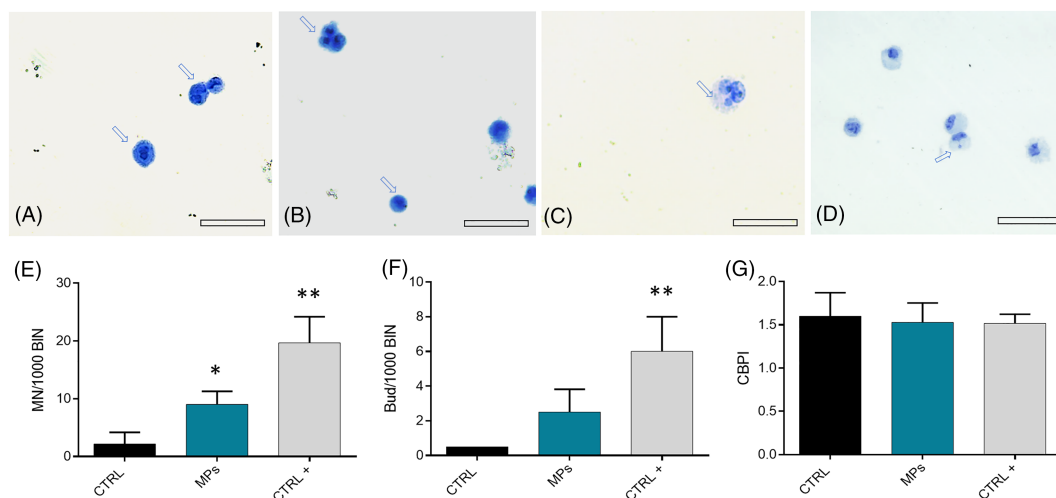 (A)
(B)
(C)
(D)
(E)
MN/1000 BIN
30
20
10
0
*
**
CTRL
MPs
CTRL +
(F)
Bud/1000 BIN
10
8
6
4
2
0
**
CTRL
MPs
CTRL +
(G)
CBPI
2.0
1.5
1.0
0.5
0.0
CTRL
MPs
CTRL +